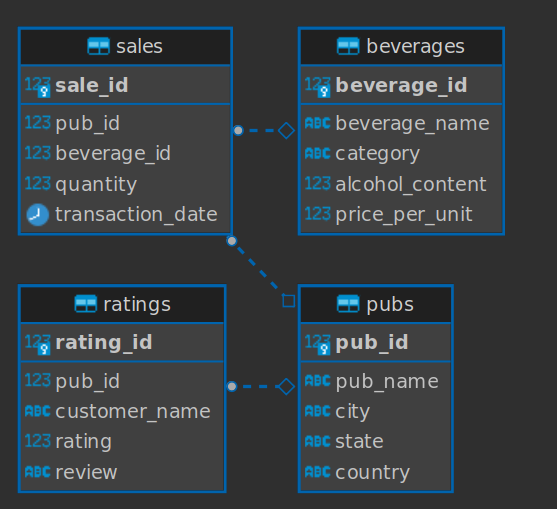 sales
123 sale_id
123 pub_id
123 beverage_id
123 quantity
transaction_date
beverages
123 beverage_id
ABC beverage_name
ABC category
123 alcohol_content
123 price_per_unit
ratings
123 rating_id
123 pub_id
ABC customer_name
123 rating
ABC review
pubs
123 pub_id
ABC pub_name
ABC city
ABC state
ABC country